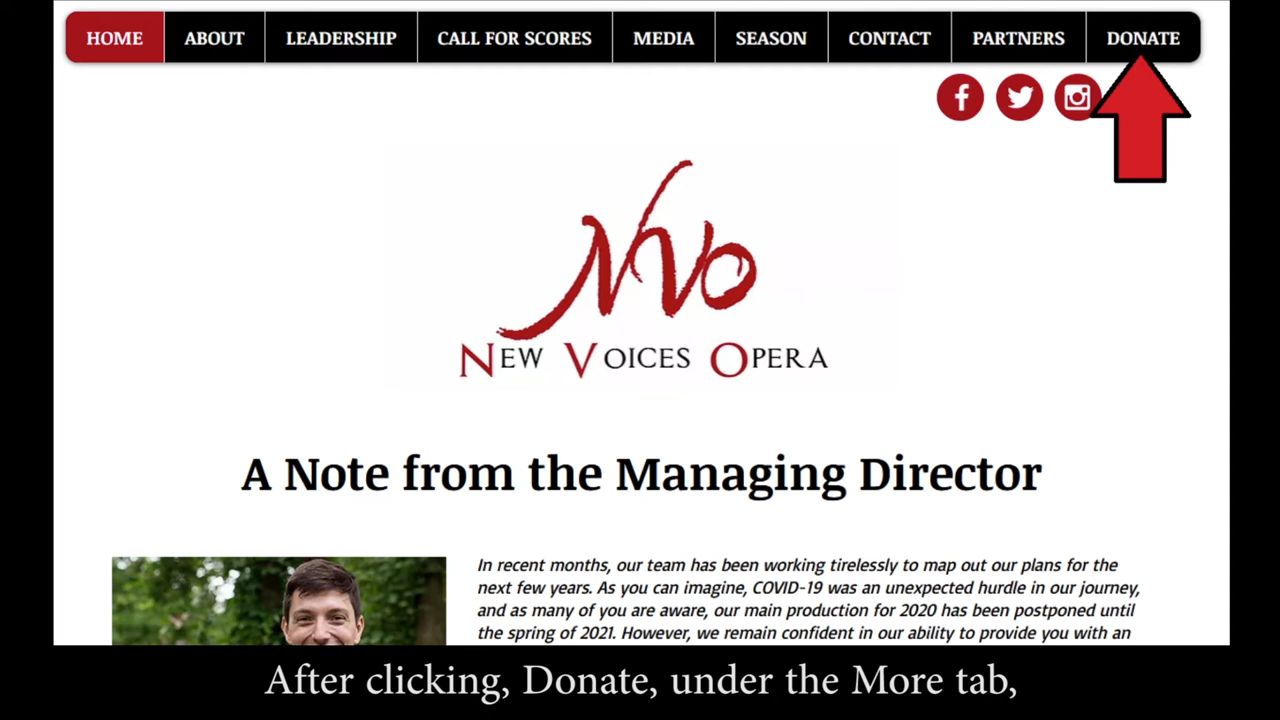 HOME ABOUT LEADERSHIP CALL FOR SCORES MEDIA SEASON CONTACT PARTNERS DONATE
NVO
NEW VOICES OPERA
A Note from the Managing Director
In recent months, our team has been working tirelessly to map out our plans for the
next few years. As you can imagine, COVID-19 was an unexpected hurdle in our journey,
and as many of you are aware, our main production for 2020 has been postponed until
the spring of 2021. However, we remain confident in our ability to provide you with an
After clicking, Donate, under the More tab,